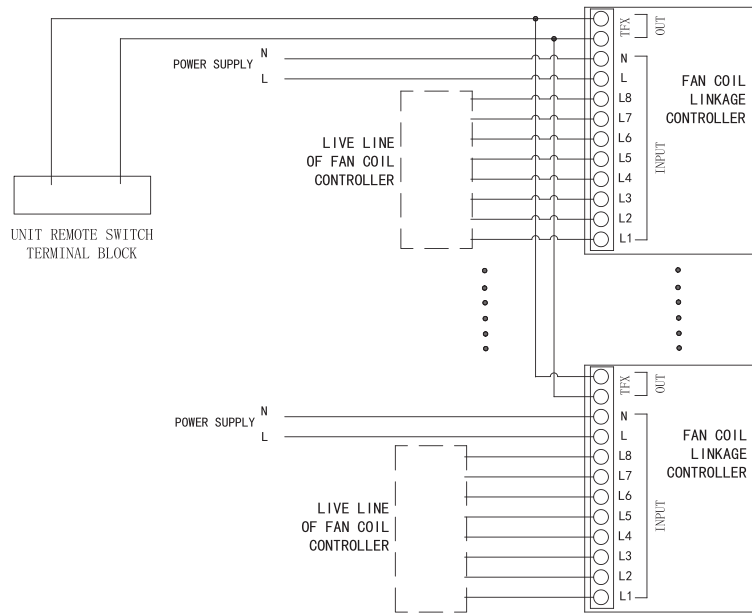 TFX
OUT
POWER SUPPLY
N
L
N
L
L8
L7
L6
L5
L4
L3
L2
L1
INPUT
FAN COIL
LINKAGE
CONTROLLER
LIVE LINE
OF FAN COIL
CONTROLLER
UNIT REMOTE SWITCH
TERMINAL BLOCK
TFX
OUT
POWER SUPPLY
N
L
N
L
L8
L7
L6
L5
L4
L3
L2
L1
INPUT
FAN COIL
LINKAGE
CONTROLLER
LIVE LINE
OF FAN COIL
CONTROLLER